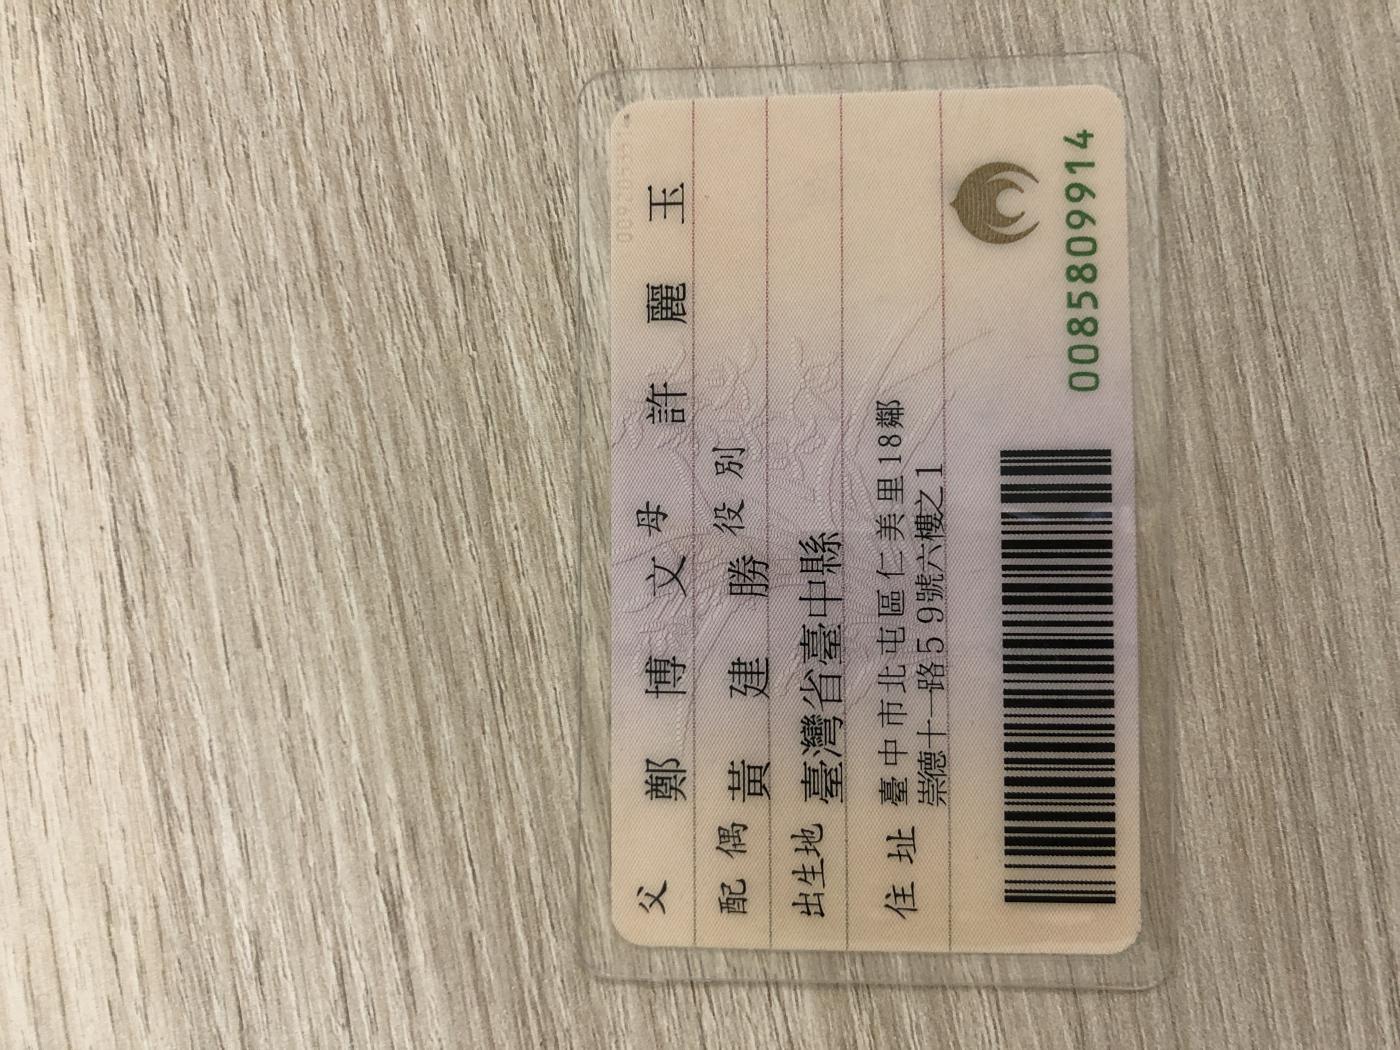 父 鄭博文 母 許麗玉
配偶 黃建勝 役別
出生地 臺灣省臺中縣
住址 臺中市北屯區仁美里18鄰
崇德十一路59號六樓之1
0085809914